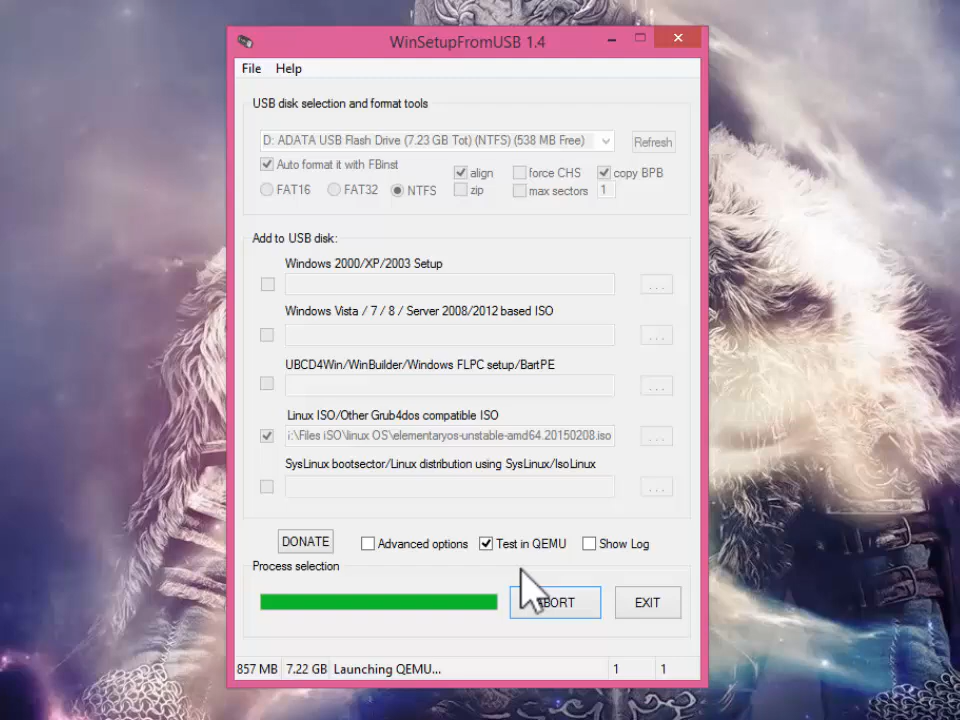 WinSetupFromUSB 1.4
File Help
USB disk selection and format tools
D: ADATA USB Flash Drive (7.23 GB Tot) (NTFS) (538 MB Free)
Refresh
Auto format it with FBinst
align force CHS copy BPB
FAT16 FAT32 NTFS zip max sectors 1
Add to USB disk:
Windows 2000/XP/2003 Setup
...
Windows Vista / 7 / 8 / Server 2008/2012 based ISO
...
UBCD4Win/WinBuilder/Windows FLPC setup/BartPE
...
Linux ISO/Other Grub4dos compatible ISO
i:\Files iSO\linux OS\elementaryos-unstable-amd64.20150208.iso
...
SysLinux bootsector/Linux distribution using SysLinux/IsoLinux
...
DONATE Advanced options Test in QEMU Show Log
Process selection
ABORT EXIT
857 MB 7.22 GB Launching QEMU... 1 1